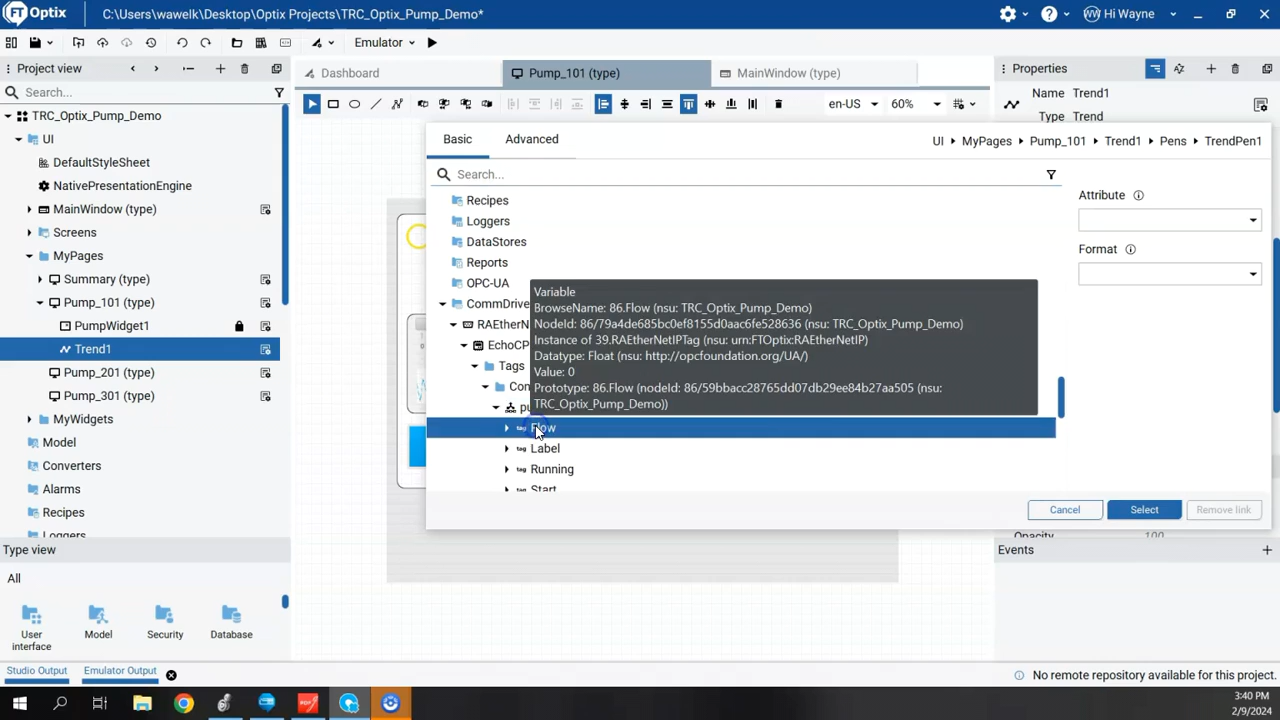 FT Optix
C:\Users\wawelk\Desktop\Optix Projects\TRC_Optix_Pump_Demo*
Hi Wayne
Emulator
Project view
Dashboard
Pump_101 (type)
MainWindow (type)
Properties
Search...
Name
Trend1
Type
Trend
en-US
60%
TRC_Optix_Pump_Demo
UI
DefaultStyleSheet
NativePresentationEngine
MainWindow (type)
Screens
MyPages
Summary (type)
Pump_101 (type)
PumpWidget1
Trend1
Pump_201 (type)
Pump_301 (type)
MyWidgets
Model
Converters
Alarms
Recipes
Loggers
Basic
Advanced
UI
MyPages
Pump_101
Trend1
Pens
TrendPen1
Search...
Attribute
Format
Recipes
Loggers
DataStores
Reports
OPC-UA
CommDrive
RAEtherN
EchoCP
Tags
Con
pu
Variable
BrowseName: 86.Flow (nsu: TRC_Optix_Pump_Demo)
NodeId: 86/79a4de685bc0ef8155d0aac6fe528636 (nsu: TRC_Optix_Pump_Demo)
Instance of 39.RAEtherNetIPTag (nsu: urn:FTOptix:RAEtherNetIP)
Datatype: Float (nsu: http://opcfoundation.org/UA/)
Value: 0
Prototype: 86.Flow (nodeId: 86/59bbacc28765dd07db29ee84b27aa505 (nsu:
TRC_Optix_Pump_Demo))
Flow
Label
Running
Start
Cancel
Select
Remove link
Opacity
100
Events
Type view
All
User interface
Model
Security
Database
Studio Output
Emulator Output
No remote repository available for this project.
3:40 PM
2/9/2024